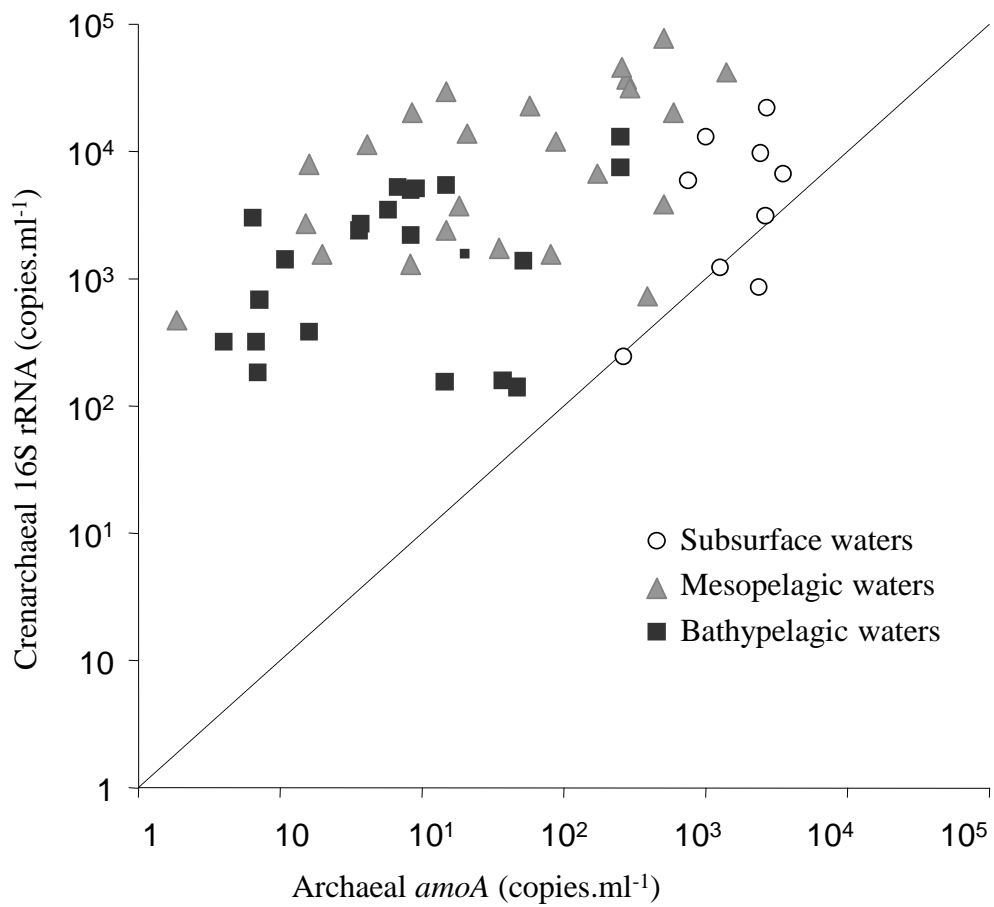 10⁵
10⁴
10³
10²
10¹
10
1
Crenarchaeal 16S rRNA (copies.ml⁻¹)
Subsurface waters
Mesopelagic waters
Bathypelagic waters
1 10 10¹ 10² 10³ 10⁴ 10⁵
Archaeal amoA (copies.ml⁻¹)